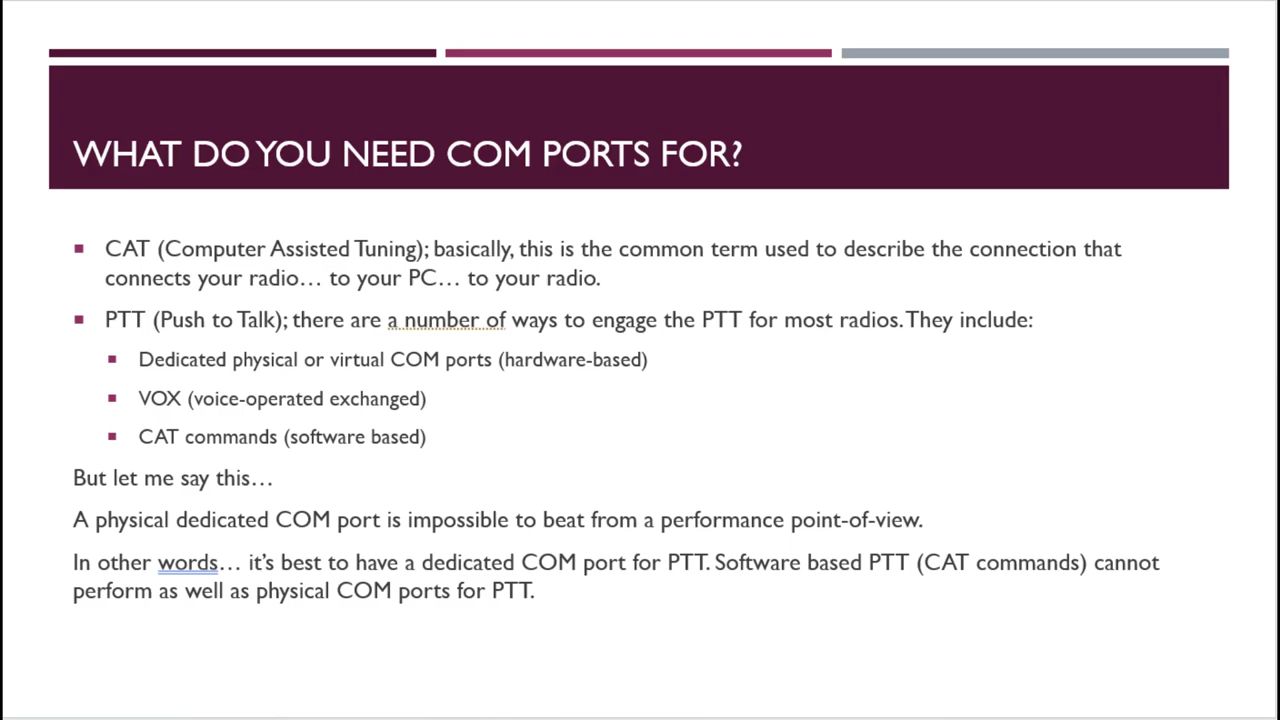 WHAT DO YOU NEED COM PORTS FOR?
CAT (Computer Assisted Tuning); basically, this is the common term used to describe the connection that
connects your radio… to your PC… to your radio.
PTT (Push to Talk); there are a number of ways to engage the PTT for most radios. They include:
Dedicated physical or virtual COM ports (hardware-based)
VOX (voice-operated exchanged)
CAT commands (software based)
But let me say this…
A physical dedicated COM port is impossible to beat from a performance point-of-view.
In other words… it's best to have a dedicated COM port for PTT. Software based PTT (CAT commands) cannot
perform as well as physical COM ports for PTT.